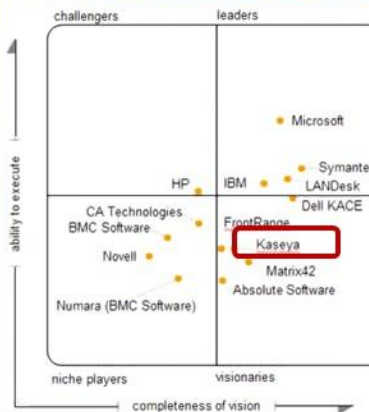 challengers
leaders
Microsoft
Symante
HP
IBM
LANDesk
Dell KACE
CA Technologies
FrontRange
BMC Software
Kaseya
Novell
Matrix42
Numara (BMC Software)
Absolute Software
niche players
visionaries
ability to execute
completeness of vision